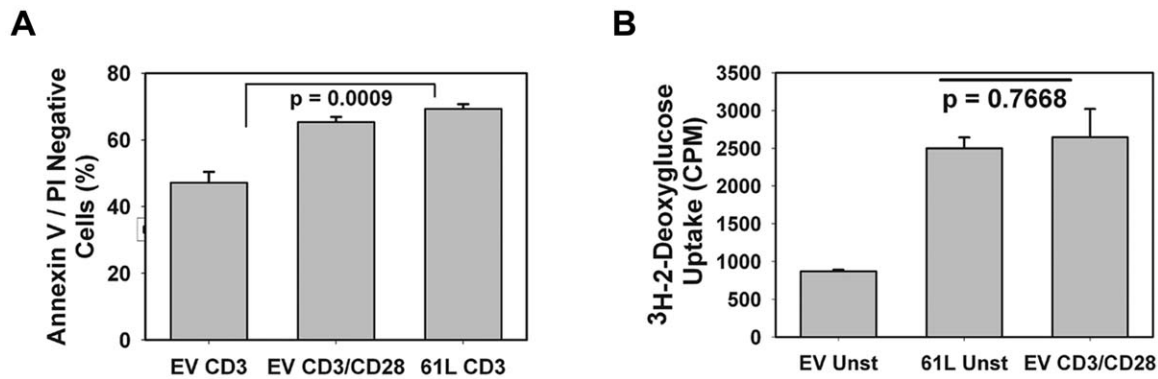 A
Annexin V / PI Negative
Cells (%)
80
60
40
20
0
p = 0.0009
EV CD3 EV CD3/CD28 61L CD3
B
3H-2-Deoxyglucose
Uptake (CPM)
3500
3000
2500
2000
1500
1000
500
0
p = 0.7668
EV Unst 61L Unst EV CD3/CD28